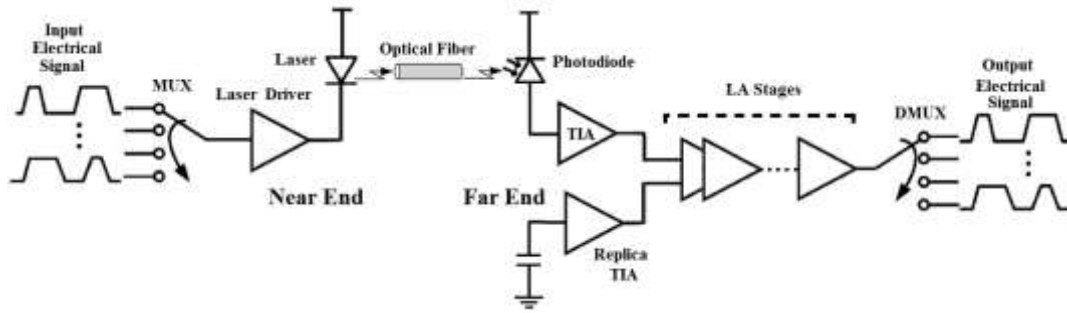 Input
Electrical
Signal
MUX
Laser Driver
Laser
Optical Fiber
Near End
Photodiode
TIA
Far End
Replica
TIA
LA Stages
DMUX
Output
Electrical
Signal